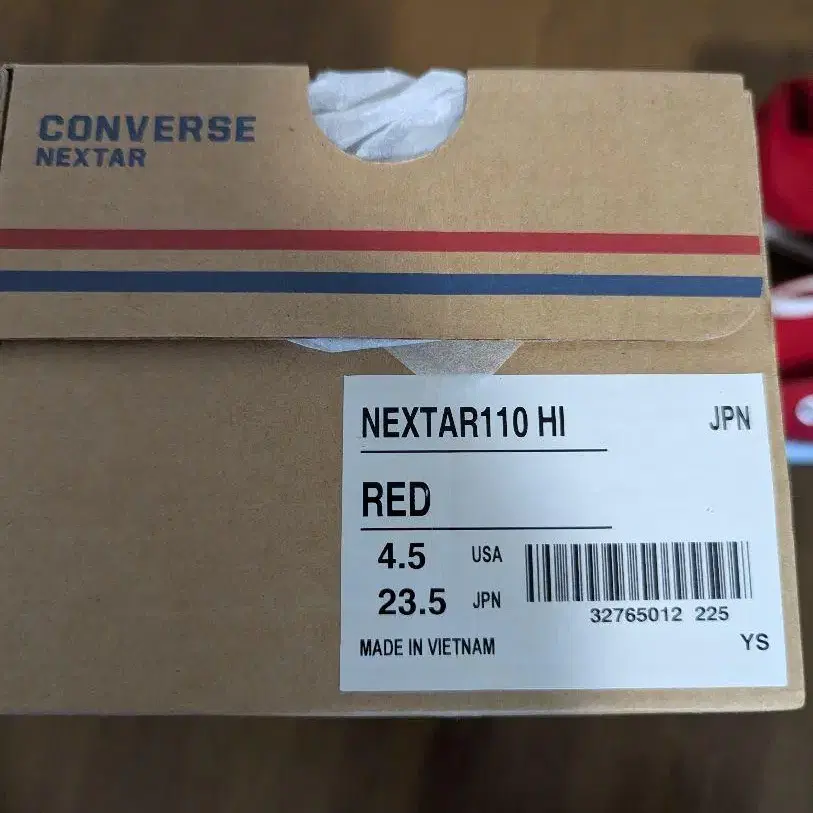 CONVERSE
NEXTAR
NEXTAR110 HI JPN
RED
4.5 USA
23.5 JPN
32765012 225
MADE IN VIETNAM YS